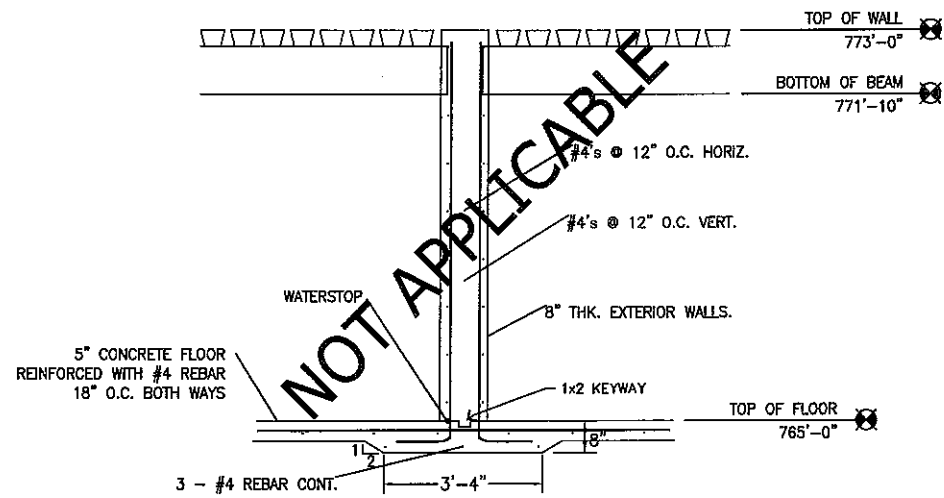 TOP OF WALL
773'-0"
BOTTOM OF BEAM
771'-10"
#4's @ 12" O.C. HORIZ.
#4's @ 12" O.C. VERT.
WATERSTOP
8" THK. EXTERIOR WALLS.
5" CONCRETE FLOOR
REINFORCED WITH #4 REBAR
18" O.C. BOTH WAYS
1x2 KEYWAY
TOP OF FLOOR
765'-0"
8"
1
2
3 - #4 REBAR CONT.
3'-4"
NOT APPLICABLE